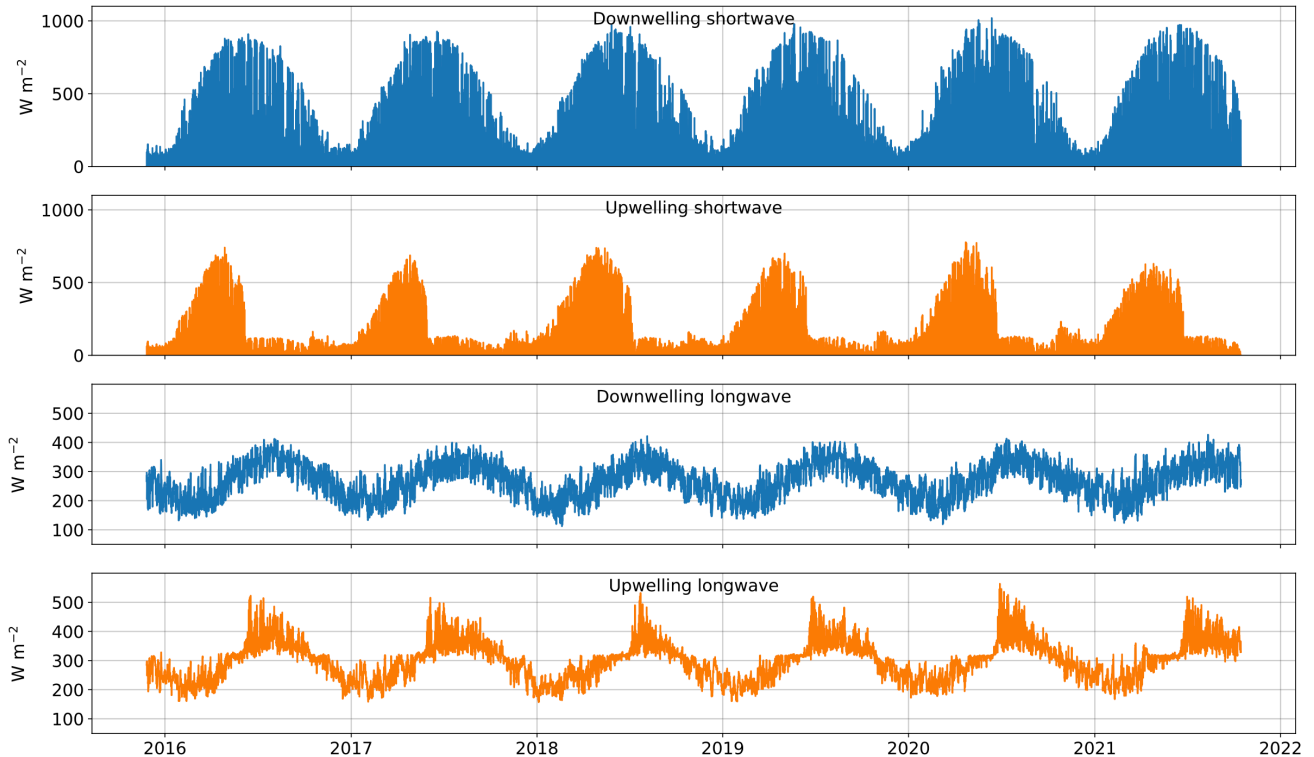 Downwelling shortwave
1000
500
0
W m⁻²
Upwelling shortwave
1000
500
0
W m⁻²
Downwelling longwave
500
400
300
200
100
W m⁻²
Upwelling longwave
500
400
300
200
100
W m⁻²
2016 2017 2018 2019 2020 2021 2022